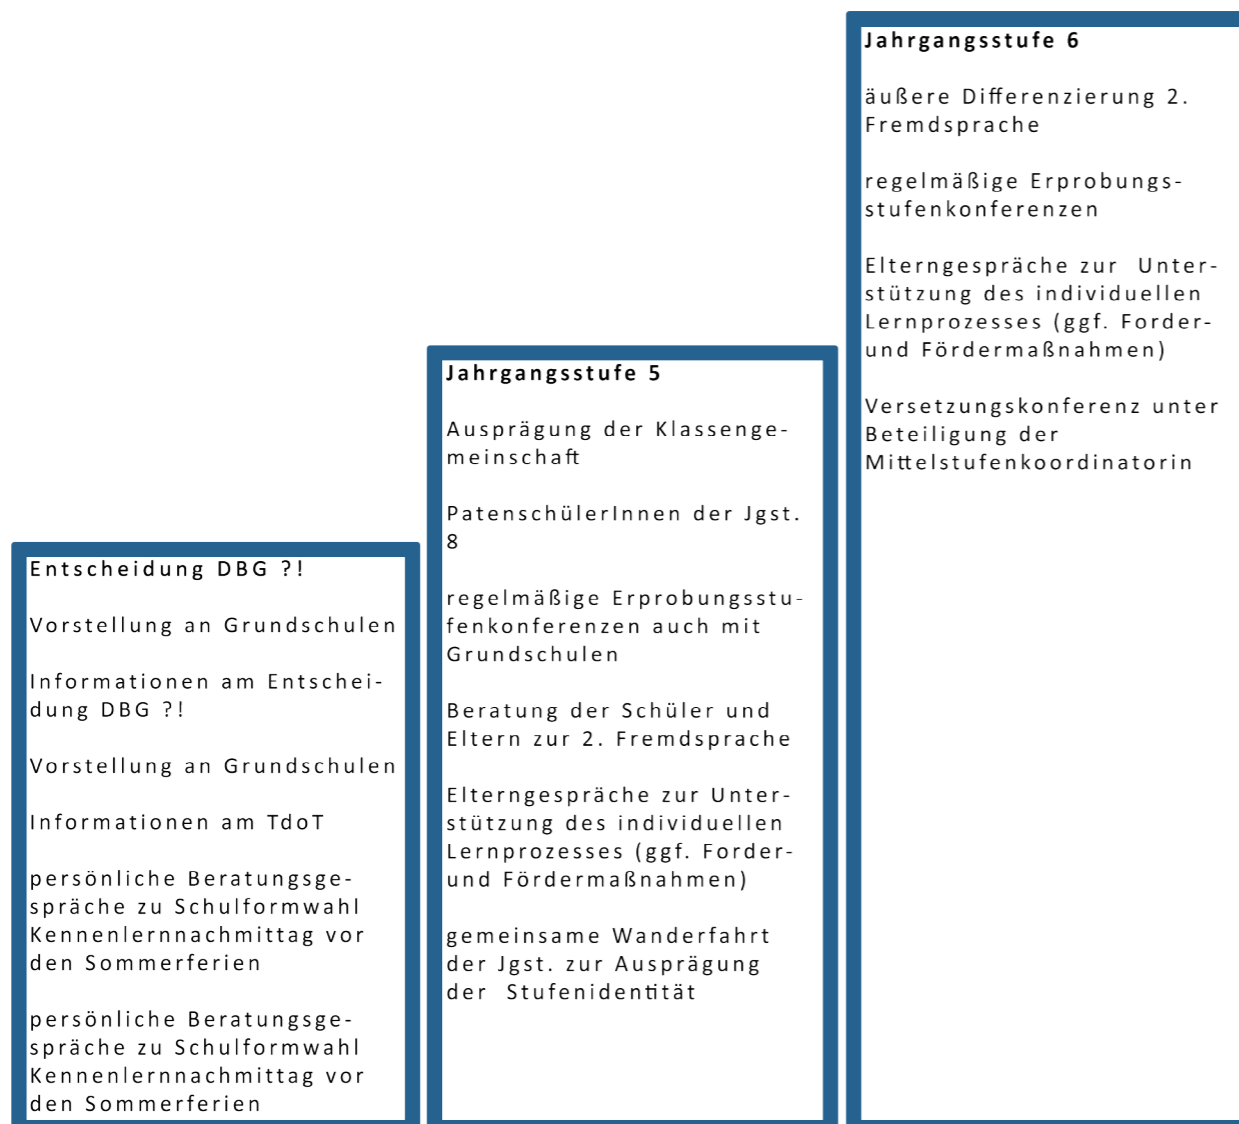 Entscheidung DBG ?!
Vorstellung an Grundschulen
Informationen am Entschei-
dung DBG ?!
Vorstellung an Grundschulen
Informationen am TdoT
persönliche Beratungsge-
spräche zu Schulformwahl
Kennenlernnachmittag vor
den Sommerferien
persönliche Beratungsge-
spräche zu Schulformwahl
Kennenlernnachmittag vor
den Sommerferien
Jahrgangsstufe 5
Ausprägung der Klassenge-
meinschaft
PatenschülerInnen der Jgst.
8
regelmäßige Erprobungsstu-
fenkonferenzen auch mit
Grundschulen
Beratung der Schüler und
Eltern zur 2. Fremdsprache
Elterngespräche zur Unter-
stützung des individuellen
Lernprozesses (ggf. Forder-
und Fördermaßnahmen)
gemeinsame Wanderfahrt
der Jgst. zur Ausprägung
der Stufenidentität
Jahrgangsstufe 6
äußere Differenzierung 2.
Fremdsprache
regelmäßige Erprobungs-
stufenkonferenzen
Elterngespräche zur Unter-
stützung des individuellen
Lernprozesses (ggf. Forder-
und Fördermaßnahmen)
Versetzungskonferenz unter
Beteiligung der
Mittelstufenkoordinatorin